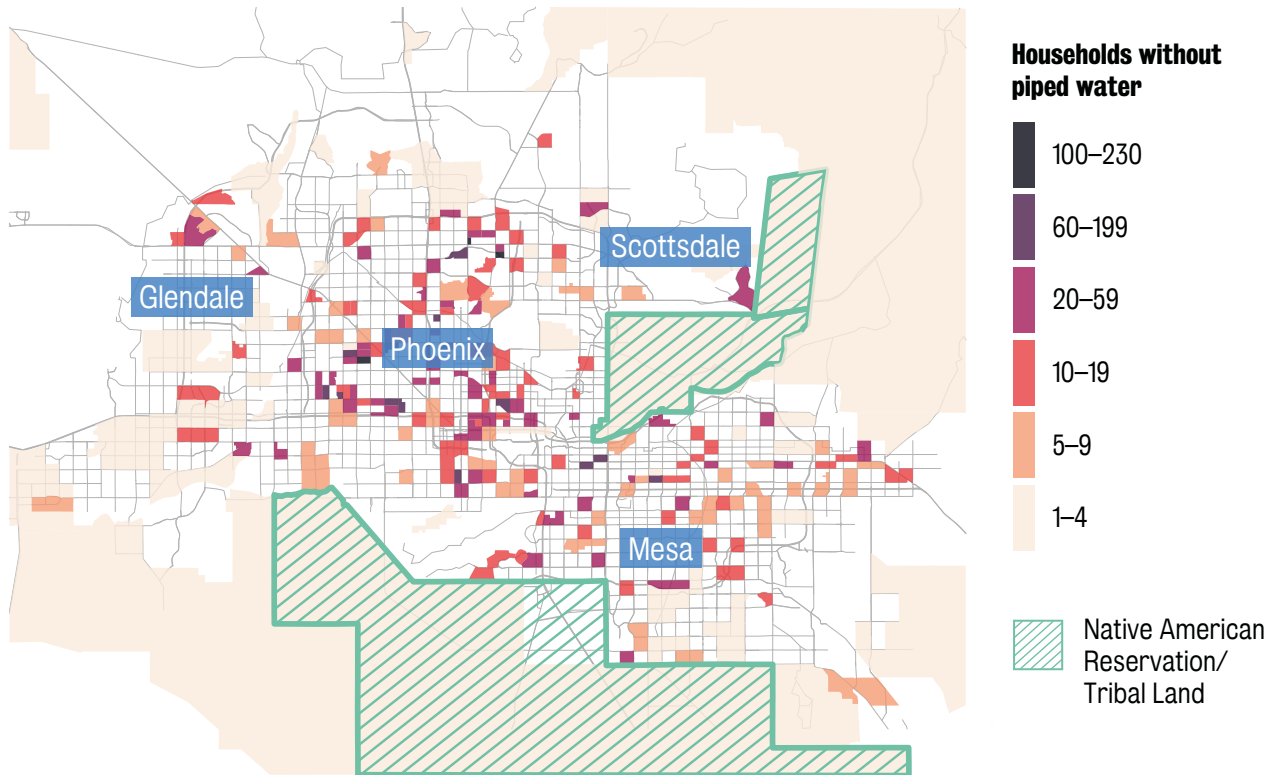 Households without
piped water
100–230
60–199
20–59
10–19
5–9
1–4
Native American
Reservation/
Tribal Land
Scottsdale
Glendale
Phoenix
Mesa